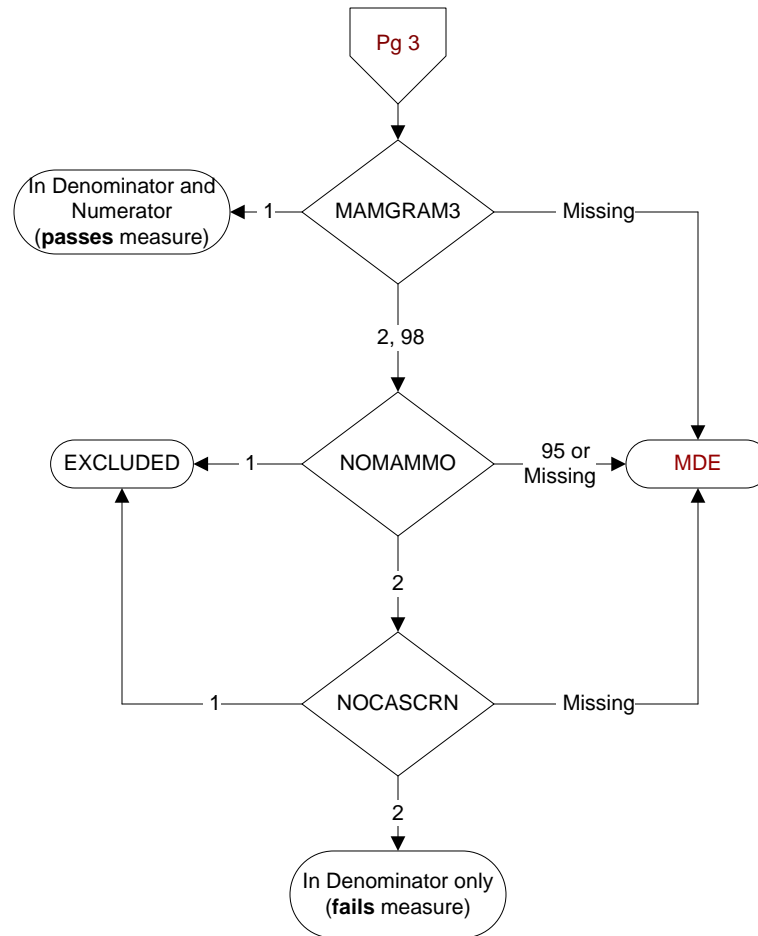 Pg 3
In Denominator and
Numerator
(passes measure)
1
MAMGRAM3
Missing
2, 98
EXCLUDED
1
NOMAMMO
95 or
Missing
MDE
2
1
NOCASCRN
Missing
2
In Denominator only
(fails measure)